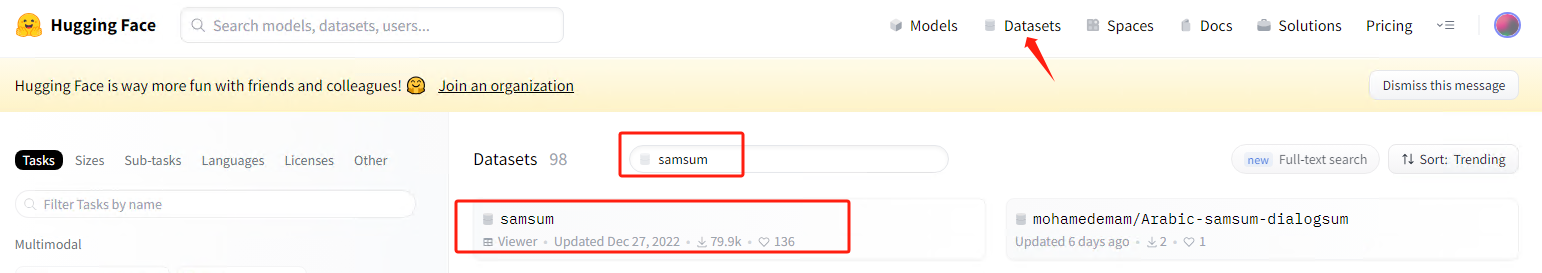 Hugging Face Search models, datasets, users... Models Datasets Spaces Docs Solutions Pricing
Hugging Face is way more fun with friends and colleagues! 🤗 Join an organization Dismiss this message
Tasks Sizes Sub-tasks Languages Licenses Other
Datasets 98 samsum new Full-text search Sort: Trending
Filter Tasks by name
samsum
Viewer • Updated Dec 27, 2022 • 79.9k • 136
mohamedemam/Arabic-samsum-dialogsum
Updated 6 days ago • 2 • 1
Multimodal